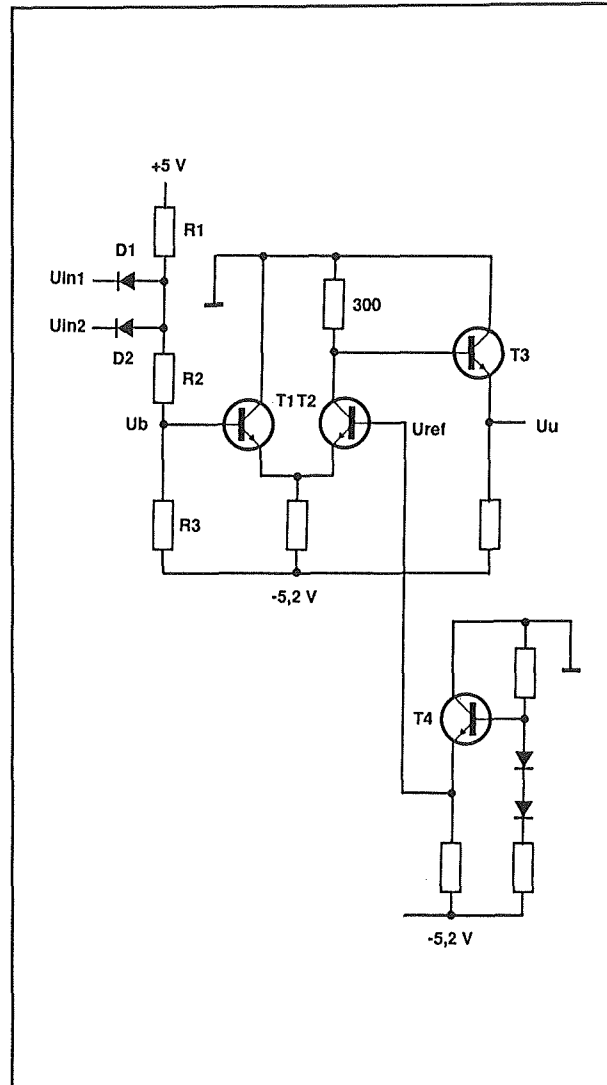 +5 V
R1
D1
Uin1
Uin2
D2
R2
300
T3
T1 T2
Ub
Uref
Uu
R3
-5,2 V
T4
-5,2 V